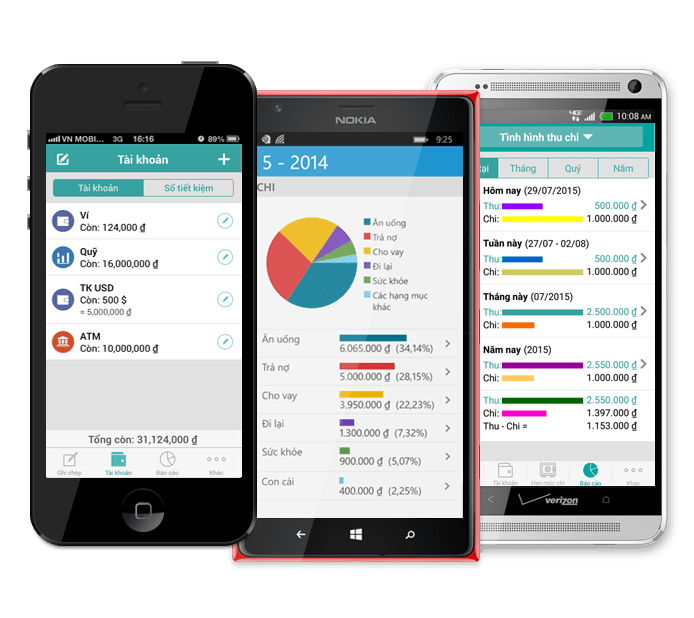 VN MOBI... 3G 16:16 89%
Tài khoản
Tài khoản Số tiết kiệm
Ví
Còn: 124,000 ₫
Quỹ
Còn: 16,000,000 ₫
TK USD
Còn: 500 $
≈ 5,000,000 ₫
ATM
Còn: 10,000,000 ₫
Tổng còn: 31,124,000 ₫
Ghi chép Tài khoản Báo cáo Khác
NOKIA
9:25
5 - 2014
CHI
Ăn uống
Trả nợ
Cho vay
Đi lại
Sức khỏe
Các hạng mục
khác
Ăn uống
6.065.000 ₫ (34,14%)
Trả nợ
5.000.000 ₫ (28,15%)
Cho vay
3.950.000 ₫ (22,23%)
Đi lại
1.300.000 ₫ (7,32%)
Sức khỏe
900.000 ₫ (5,07%)
Con cái
400.000 ₫ (2,25%)
4G 10:08 AM
Tình hình thu chi
tại Tháng Quý Năm
Hôm nay (29/07/2015)
Thu: 500.000 ₫
Chi: 1.000.000 ₫
Tuần này (27/07 - 02/08)
Thu: 500.000 ₫
Chi: 1.000.000 ₫
Tháng này (07/2015)
Thu: 2.500.000 ₫
Chi: 1.000.000 ₫
Năm nay (2015)
Thu: 2.550.000 ₫
Chi: 1.000.000 ₫
Thu: 2.550.000 ₫
Chi: 1.397.000 ₫
Thu - Chi = 1.153.000 ₫
Tài khoản Hạn mức chi Báo cáo Khác
verizon